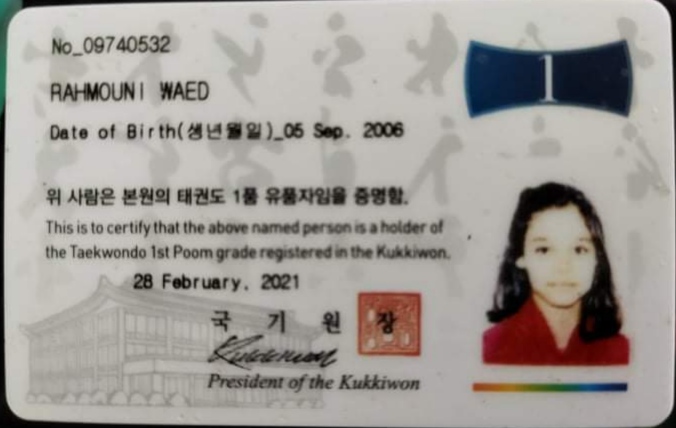 No_09740532
1
RAHMOUNI WAED
Date of Birth(생년월일)_05 Sep. 2006
위 사람은 본원의 태권도 1품 유품자임을 증명함.
This is to certify that the above named person is a holder of
the Taekwondo 1st Poom grade registered in the Kukkiwon.
28 February, 2021
국 기 원 장
Kukkiwon
President of the Kukkiwon